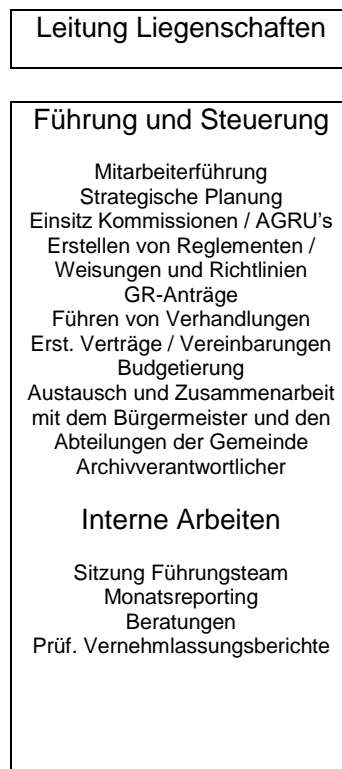 Leitung Liegenschaften
Führung und Steuerung
Mitarbeiterführung
Strategische Planung
Einsitz Kommissionen / AGRU's
Erstellen von Reglementen /
Weisungen und Richtlinien
GR-Anträge
Führen von Verhandlungen
Erst. Verträge / Vereinbarungen
Budgetierung
Austausch und Zusammenarbeit
mit dem Bürgermeister und den
Abteilungen der Gemeinde
Archivverantwortlicher
Interne Arbeiten
Sitzung Führungsteam
Monatsreporting
Beratungen
Prüf. Vernehmlassungsberichte